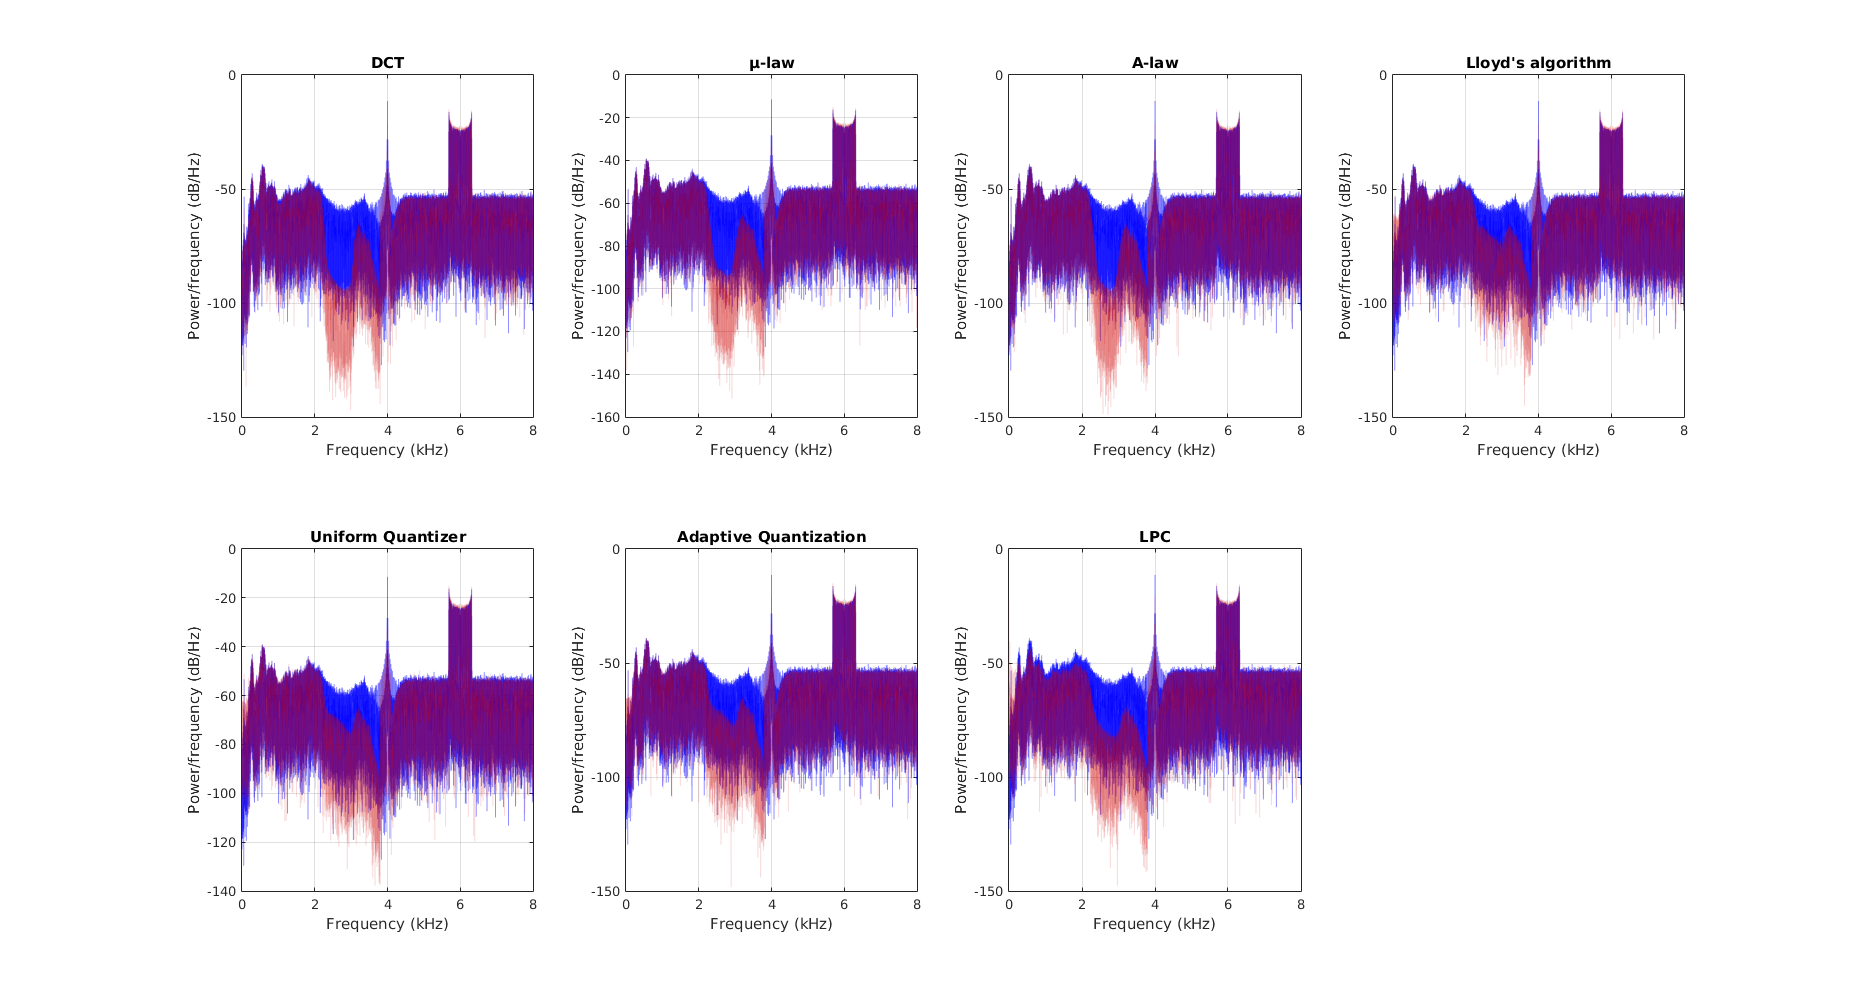 DCT
0
-50
-100
-150
0 2 4 6 8
Power/frequency (dB/Hz)
Frequency (kHz)
μ-law
0
-20
-40
-60
-80
-100
-120
-140
-160
0 2 4 6 8
Power/frequency (dB/Hz)
Frequency (kHz)
A-law
0
-50
-100
-150
0 2 4 6 8
Power/frequency (dB/Hz)
Frequency (kHz)
Lloyd's algorithm
0
-50
-100
-150
0 2 4 6 8
Power/frequency (dB/Hz)
Frequency (kHz)
Uniform Quantizer
0
-20
-40
-60
-80
-100
-120
-140
0 2 4 6 8
Power/frequency (dB/Hz)
Frequency (kHz)
Adaptive Quantization
0
-50
-100
-150
0 2 4 6 8
Power/frequency (dB/Hz)
Frequency (kHz)
LPC
0
-50
-100
-150
0 2 4 6 8
Power/frequency (dB/Hz)
Frequency (kHz)